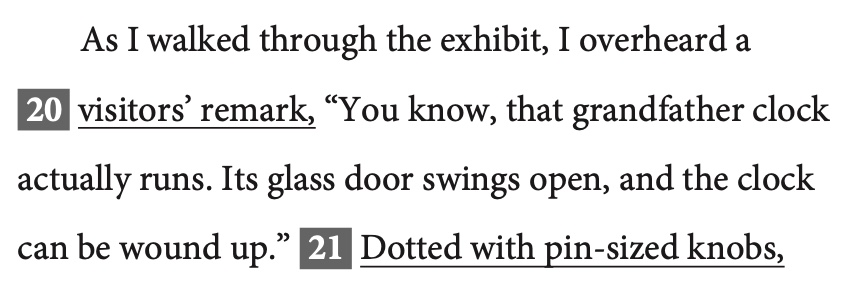 As I walked through the exhibit, I overheard a
20 visitors’ remark, “You know, that grandfather clock
actually runs. Its glass door swings open, and the clock
can be wound up.” 21 Dotted with pin-sized knobs,